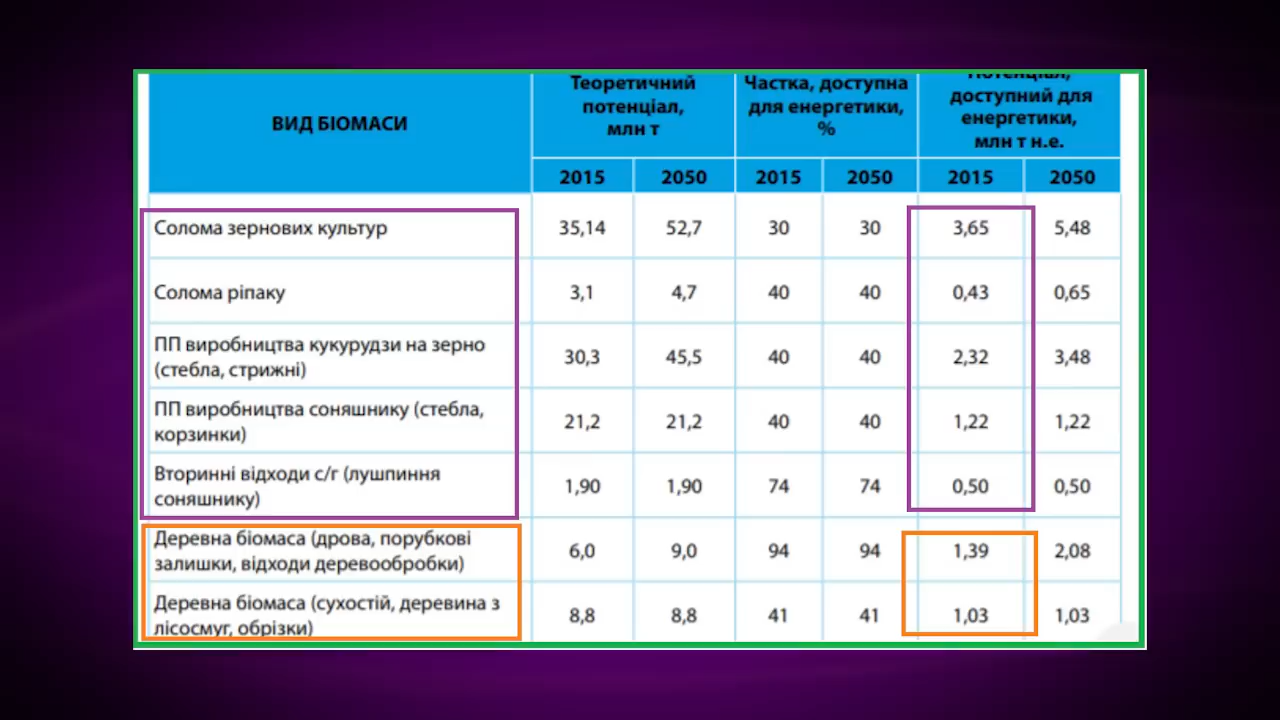 ВИД БІОМАСИ
Теоретичний
потенціал,
млн т
Частка, доступна
для енергетики,
%
Потенціал,
доступний для
енергетики,
млн т н.е.
2015 2050 2015 2050 2015 2050
Солома зернових культур 35,14 52,7 30 30 3,65 5,48
Солома ріпаку 3,1 4,7 40 40 0,43 0,65
ПП виробництва кукурудзи на зерно
(стебла, стрижні) 30,3 45,5 40 40 2,32 3,48
ПП виробництва соняшнику (стебла,
корзинки) 21,2 21,2 40 40 1,22 1,22
Вторинні відходи с/г (лушпиння
соняшнику) 1,90 1,90 74 74 0,50 0,50
Деревна біомаса (дрова, порубкові
залишки, відходи деревообробки) 6,0 9,0 94 94 1,39 2,08
Деревна біомаса (сухостій, деревина з
лісосмуг, обрізки) 8,8 8,8 41 41 1,03 1,03